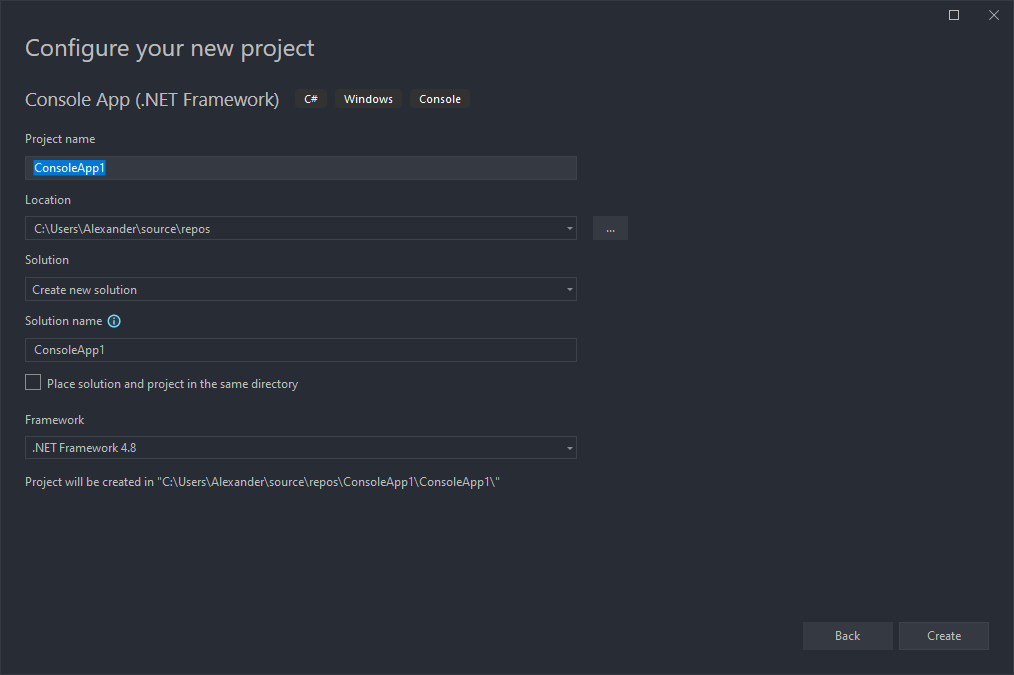 Configure your new project
Console App (.NET Framework) C# Windows Console
Project name
ConsoleApp1
Location
C:\Users\Alexander\source\repos ...
Solution
Create new solution
Solution name
ConsoleApp1
Place solution and project in the same directory
Framework
.NET Framework 4.8
Project will be created in "C:\Users\Alexander\source\repos\ConsoleApp1\ConsoleApp1\"
Back Create